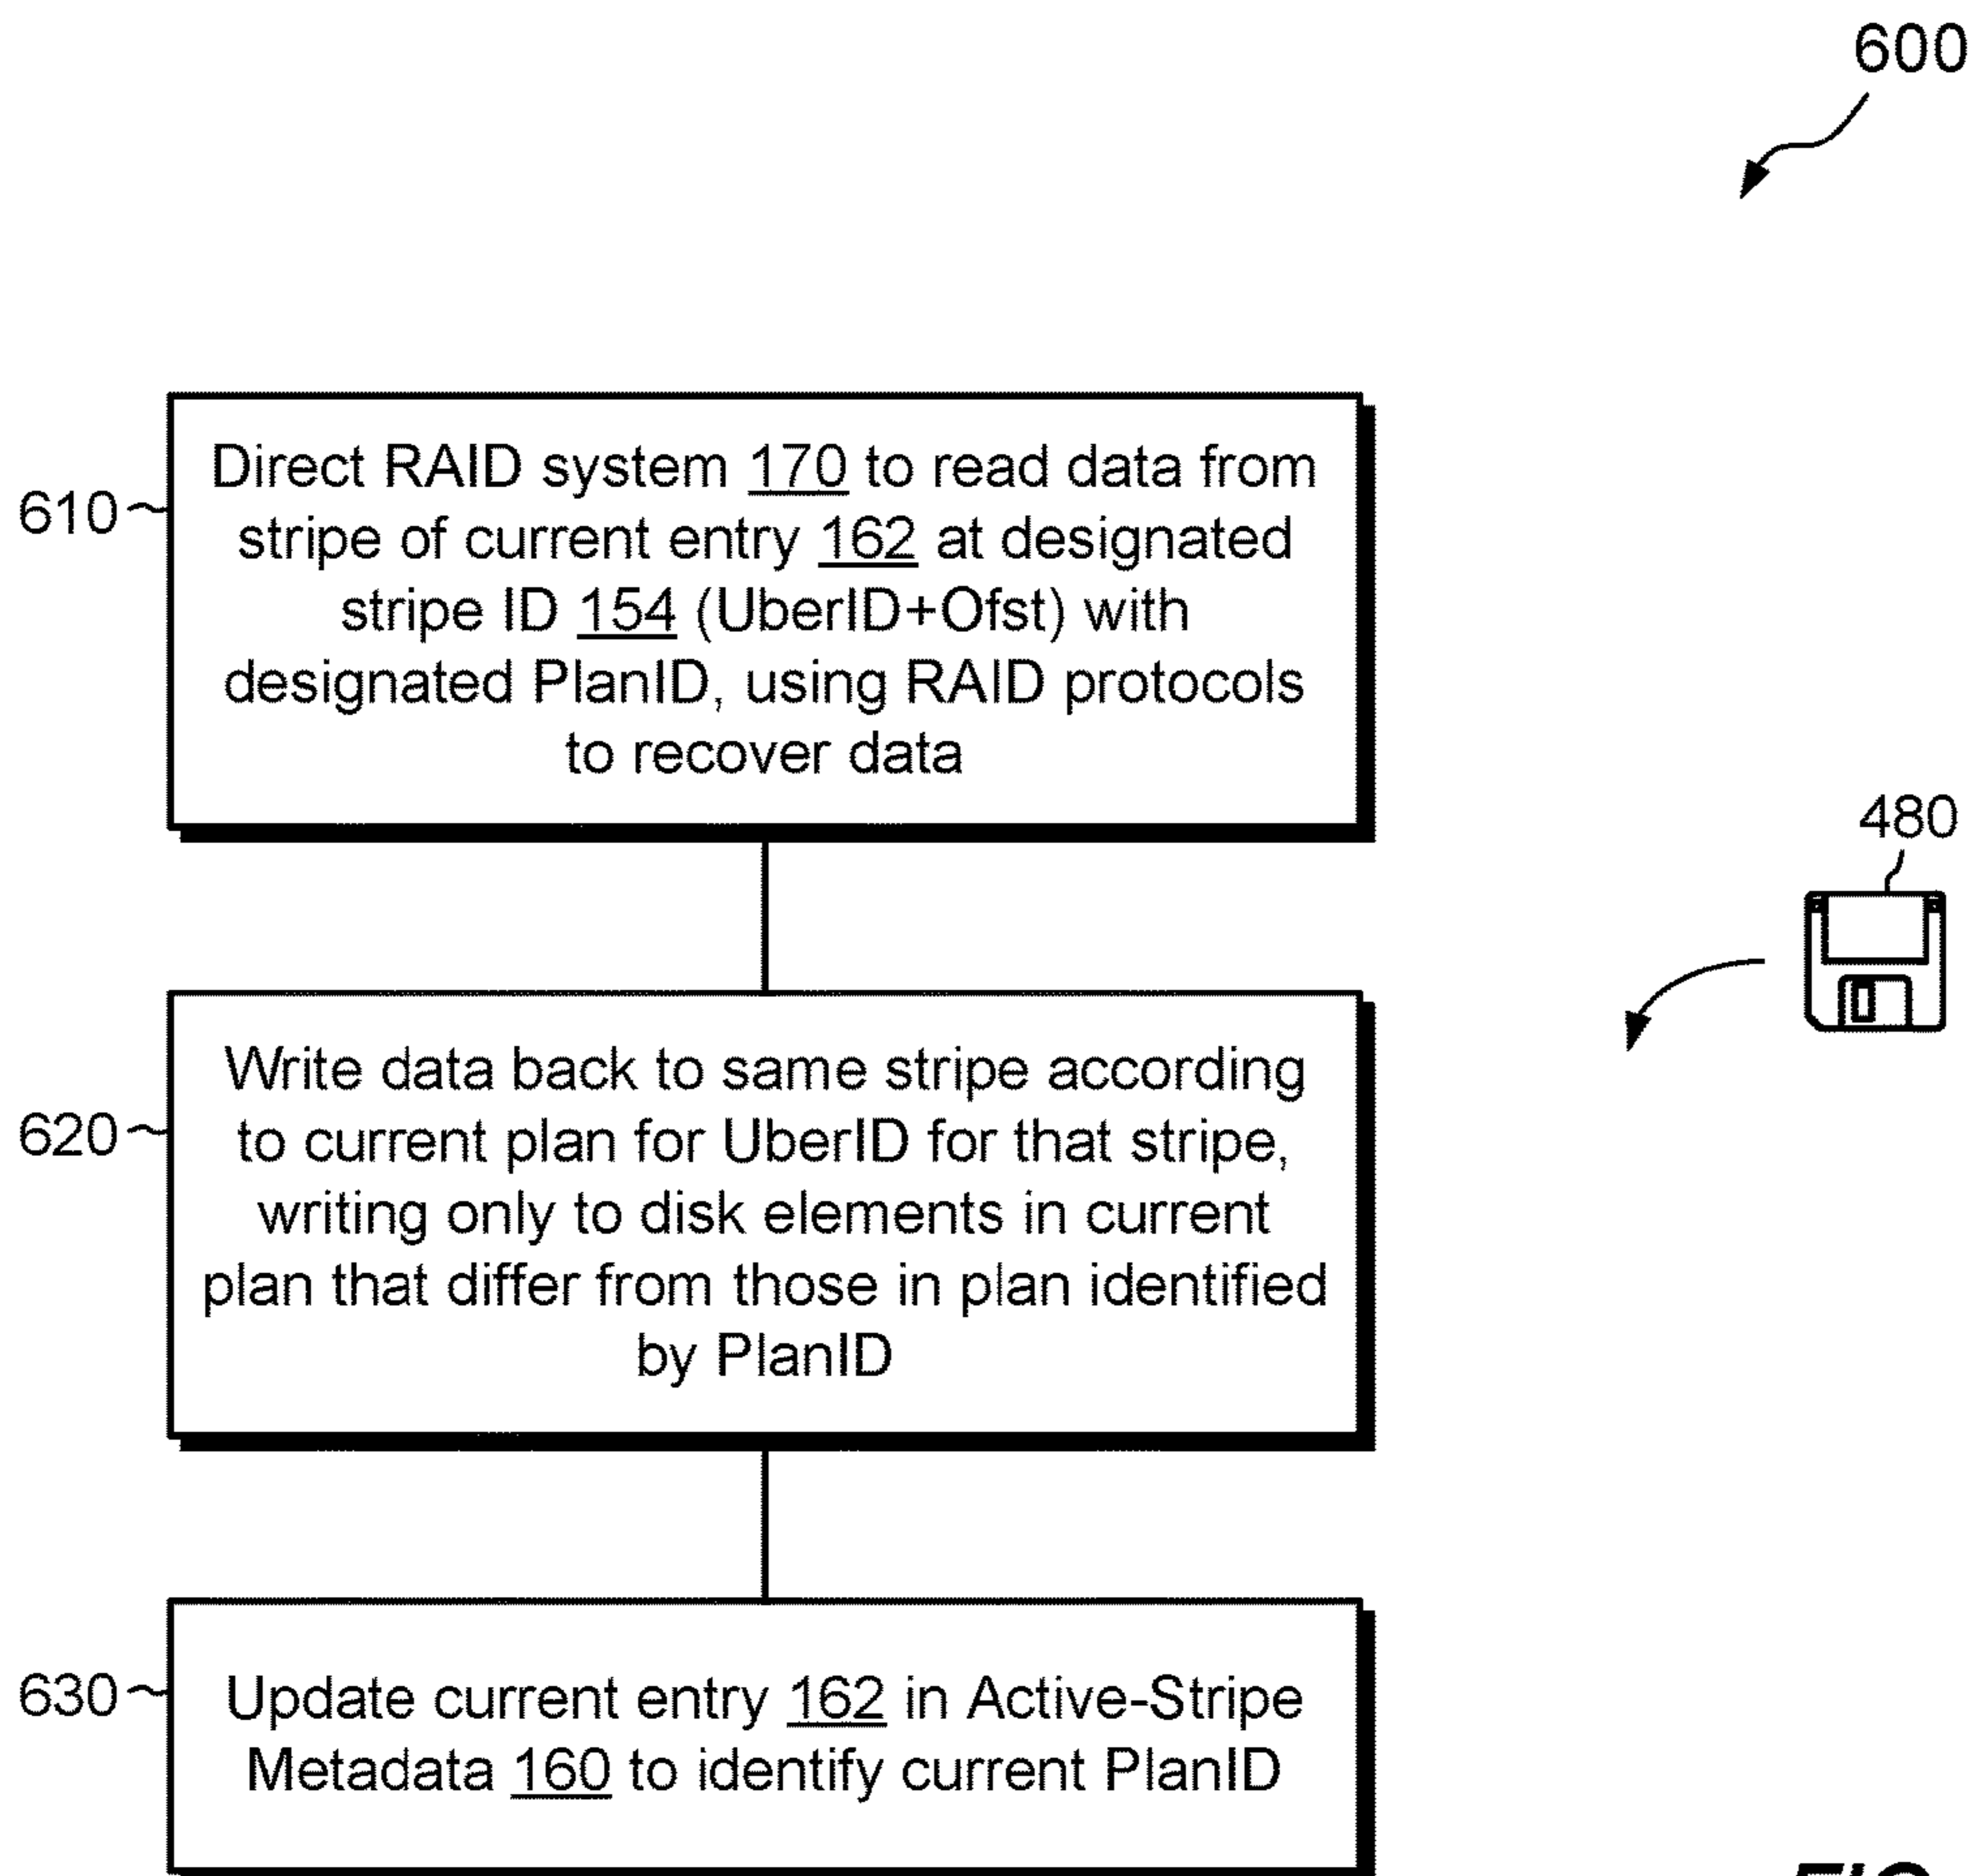 600
610
Direct RAID system 170 to read data from
stripe of current entry 162 at designated
stripe ID 154 (UberID+Ofst) with
designated PlanID, using RAID protocols
to recover data
480
620
Write data back to same stripe according
to current plan for UberID for that stripe,
writing only to disk elements in current
plan that differ from those in plan identified
by PlanID
630
Update current entry 162 in Active-Stripe
Metadata 160 to identify current PlanID